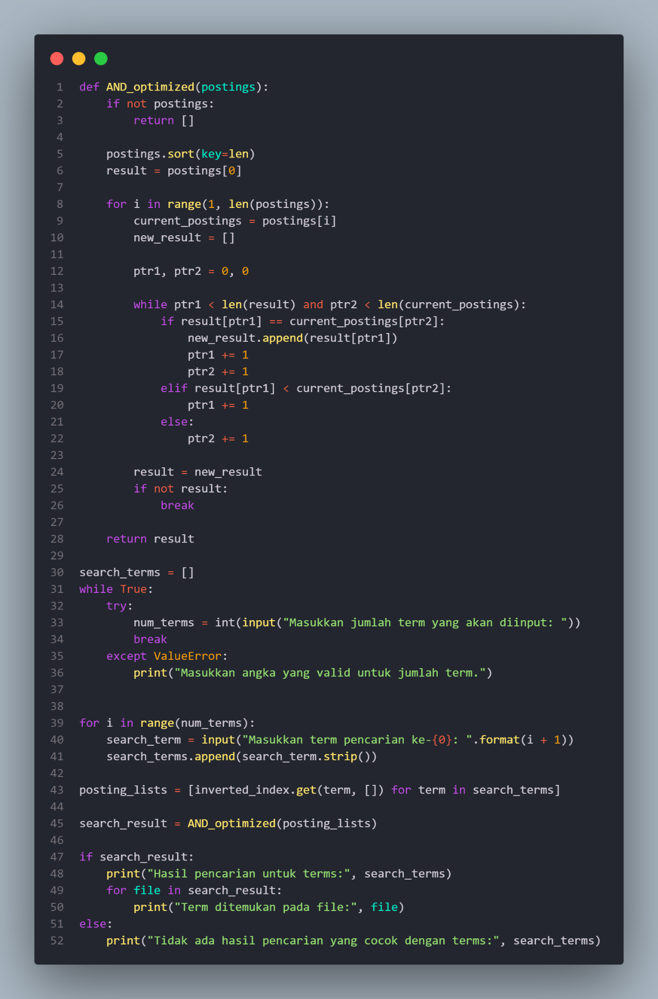 1 def AND_optimized(postings):
2     if not postings:
3         return []
4
5     postings.sort(key=len)
6     result = postings[0]
7
8     for i in range(1, len(postings)):
9         current_postings = postings[i]
10         new_result = []
11
12         ptr1, ptr2 = 0, 0
13
14         while ptr1 < len(result) and ptr2 < len(current_postings):
15             if result[ptr1] == current_postings[ptr2]:
16                 new_result.append(result[ptr1])
17                 ptr1 += 1
18                 ptr2 += 1
19             elif result[ptr1] < current_postings[ptr2]:
20                 ptr1 += 1
21             else:
22                 ptr2 += 1
23
24         result = new_result
25         if not result:
26             break
27
28     return result
29
30 search_terms = []
31 while True:
32     try:
33         num_terms = int(input("Masukkan jumlah term yang akan diinput: "))
34         break
35     except ValueError:
36         print("Masukkan angka yang valid untuk jumlah term.")
37
38
39 for i in range(num_terms):
40     search_term = input("Masukkan term pencarian ke-{0}: ".format(i + 1))
41     search_terms.append(search_term.strip())
42
43 posting_lists = [inverted_index.get(term, []) for term in search_terms]
44
45 search_result = AND_optimized(posting_lists)
46
47 if search_result:
48     print("Hasil pencarian untuk terms:", search_terms)
49     for file in search_result:
50         print("Term ditemukan pada file:", file)
51 else:
52     print("Tidak ada hasil pencarian yang cocok dengan terms:", search_terms)